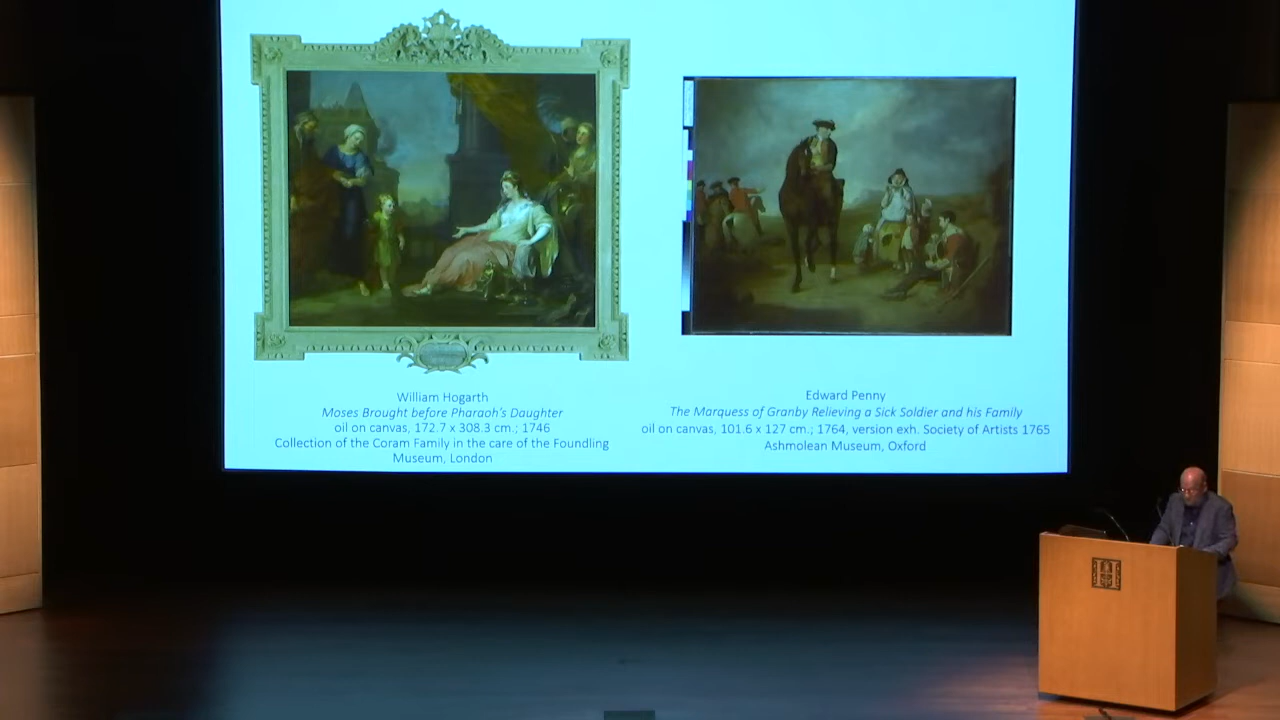 William Hogarth
Moses Brought before Pharaoh's Daughter
oil on canvas, 172.7 x 308.3 cm.; 1746
Collection of the Coram Family in the care of the Foundling
Museum, London
Edward Penny
The Marquess of Granby Relieving a Sick Soldier and his Family
oil on canvas, 101.6 x 127 cm.; 1764, version exh. Society of Artists 1765
Ashmolean Museum, Oxford